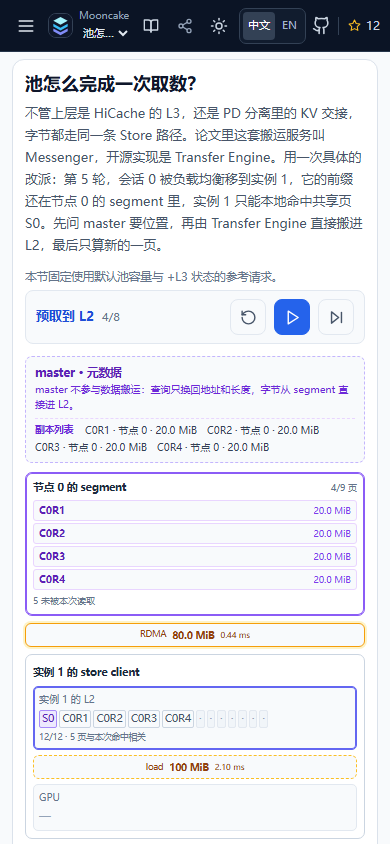 Mooncake
池怎...
中文 EN
12
池怎么完成一次取数？
不管上层是 HiCache 的 L3，还是 PD 分离里的 KV 交接，
字节都走同一条 Store 路径。论文里这套搬运服务叫
Messenger，开源实现是 Transfer Engine。用一次具体的
改派：第 5 轮，会话 0 被负载均衡移到实例 1，它的前缀
还在节点 0 的 segment 里，实例 1 只能本地命中共享页
S0。先问 master 要位置，再由 Transfer Engine 直接搬进
L2，最后只算新的一页。
本节固定使用默认池容量与 +L3 状态的参考请求。
预取到 L2 4/8
master · 元数据
master 不参与数据搬运：查询只换回地址和长度，字节从 segment 直
接进 L2。
副本列表 C0R1 · 节点 0 · 20.0 MiB C0R2 · 节点 0 · 20.0 MiB
C0R3 · 节点 0 · 20.0 MiB C0R4 · 节点 0 · 20.0 MiB
节点 0 的 segment 4/9 页
C0R1 20.0 MiB
C0R2 20.0 MiB
C0R3 20.0 MiB
C0R4 20.0 MiB
5 未被本次读取
RDMA 80.0 MiB 0.44 ms
实例 1 的 store client
实例 1 的 L2
S0 C0R1 C0R2 C0R3 C0R4 · · · · · · ·
12/12 · 5 页与本次命中相关
load 100 MiB 2.10 ms
GPU
—